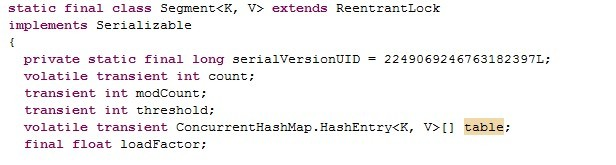 static final class Segment<K, V> extends ReentrantLock
implements Serializable
{
private static final long serialVersionUID = 2249069246763182397L;
volatile transient int count;
transient int modCount;
transient int threshold;
volatile transient ConcurrentHashMap.HashEntry<K, V>[] table;
final float loadFactor;